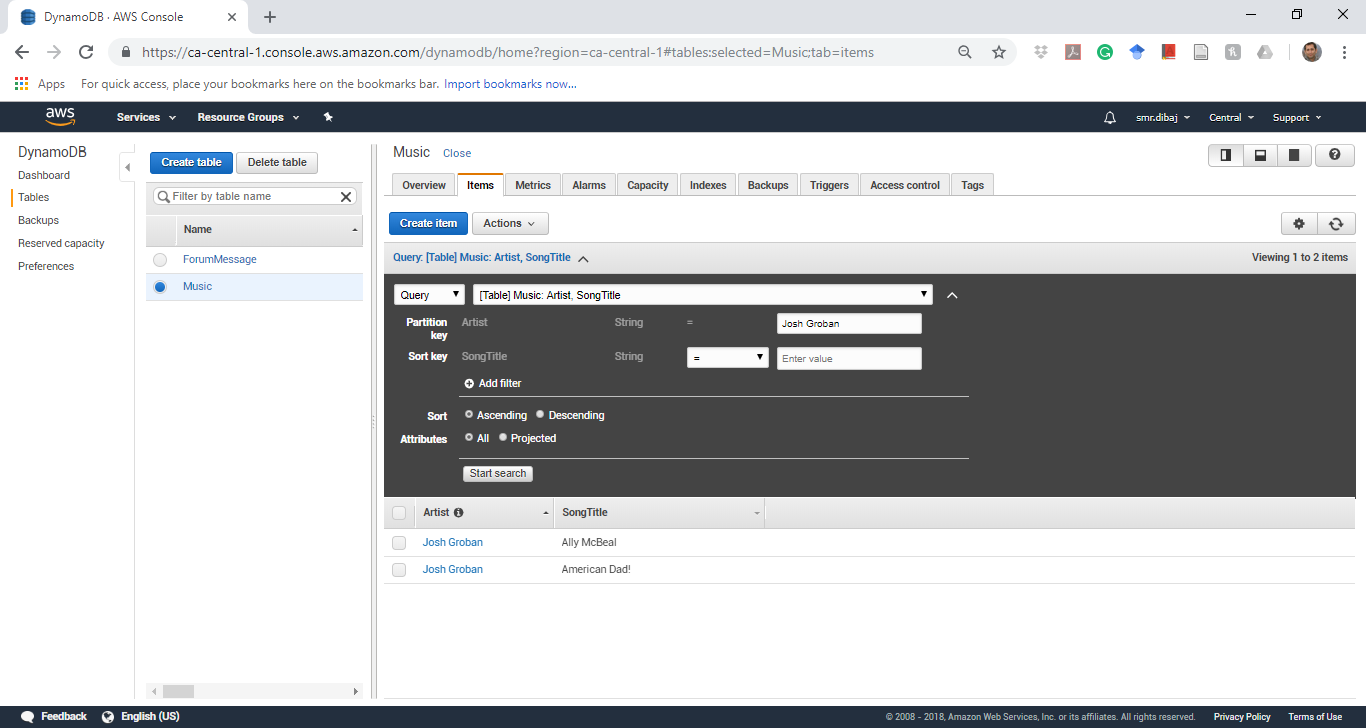 DynamoDB · AWS Console
https://ca-central-1.console.aws.amazon.com/dynamodb/home?region=ca-central-1#tables:selected=Music;tab=items
Apps For quick access, place your bookmarks here on the bookmarks bar. Import bookmarks now...
aws Services Resource Groups smr.dibaj Central Support
DynamoDB
Dashboard
Tables
Backups
Reserved capacity
Preferences
Create table Delete table
Filter by table name
Name
ForumMessage
Music
Music Close
Overview Items Metrics Alarms Capacity Indexes Backups Triggers Access control Tags
Create item Actions
Query: [Table] Music: Artist, SongTitle Viewing 1 to 2 items
Query [Table] Music: Artist, SongTitle
Partition key Artist String = Josh Groban
Sort key SongTitle String = Enter value
Add filter
Sort Ascending Descending
Attributes All Projected
Start search
Artist SongTitle
Josh Groban Ally McBeal
Josh Groban American Dad!
Feedback English (US) © 2008 - 2018, Amazon Web Services, Inc. or its affiliates. All rights reserved. Privacy Policy Terms of Use